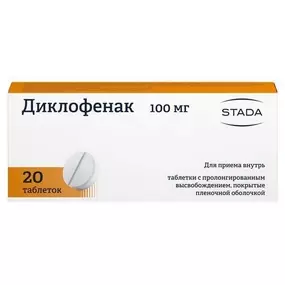 Диклофенак 100 мг
STADA
Для приема внутрь
таблетки с пролонгированным
высвобождением, покрытые
пленочной оболочкой
20
таблеток